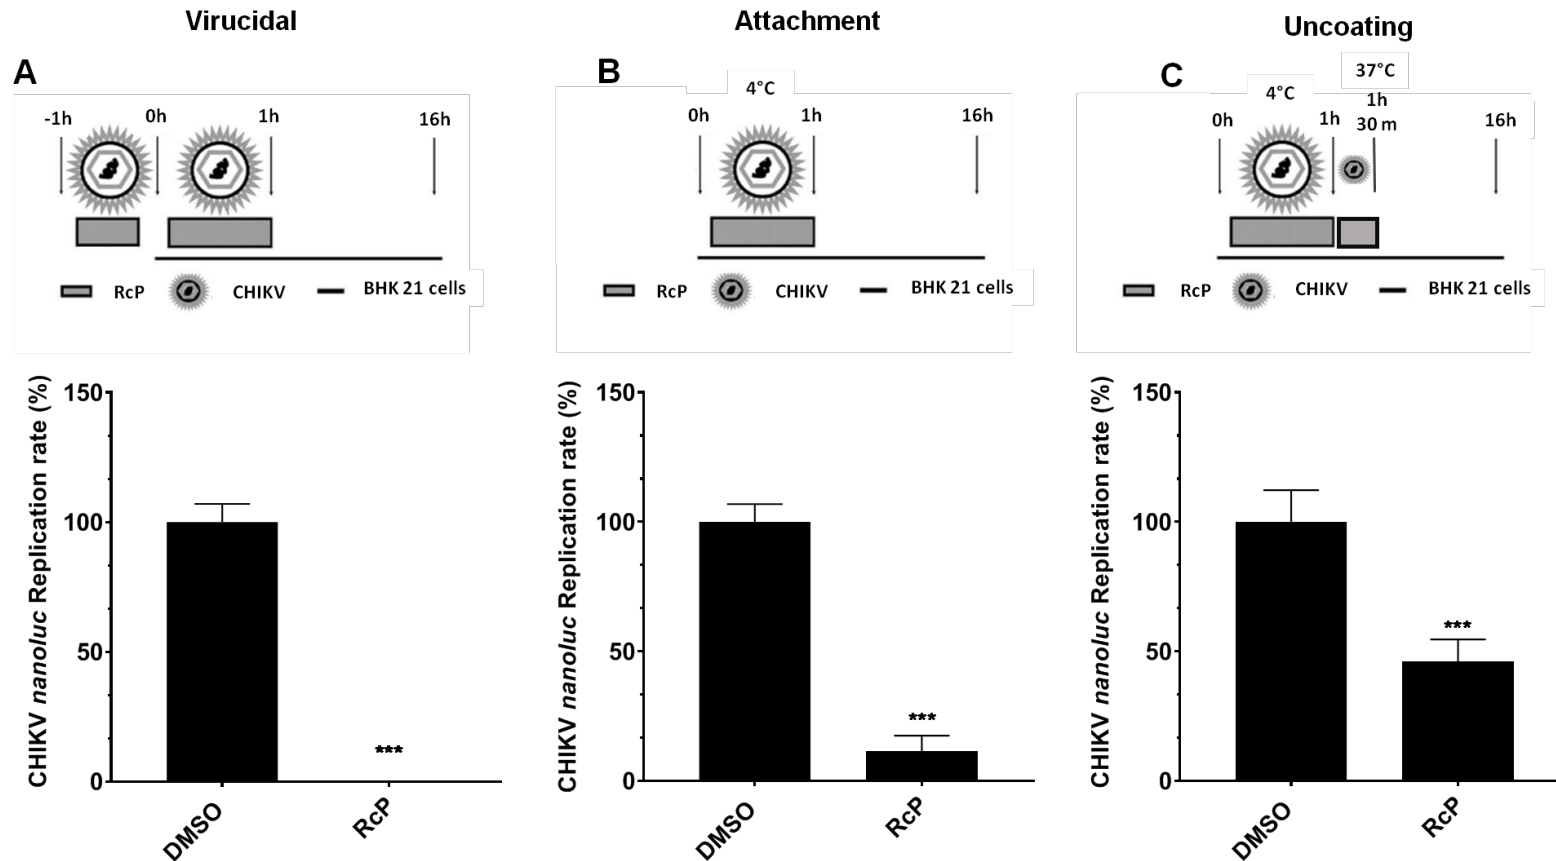 Virucidal
A
-1h 0h 1h 16h
RcP CHIKV BHK 21 cells
CHIKV nanoluc Replication rate (%)
150
100
50
0
***
DMSO RcP
Attachment
B
4°C
0h 1h 16h
RcP CHIKV BHK 21 cells
CHIKV nanoluc Replication rate (%)
150
100
50
0
***
DMSO RcP
Uncoating
C
37°C
4°C
1h
0h 1h 30 m 16h
RcP CHIKV BHK 21 cells
CHIKV nanoluc Replication rate (%)
150
100
50
0
***
DMSO RcP